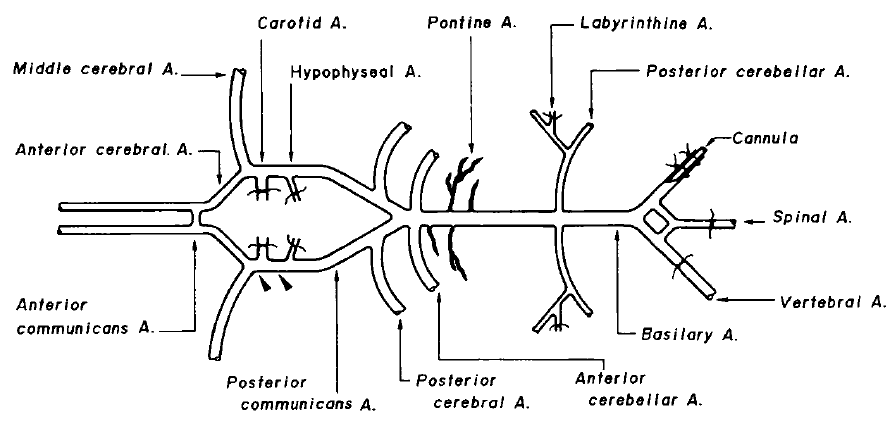 Carotid A.
Pontine A.
Labyrinthine A.
Middle cerebral A.
Hypophyseal A.
Posterior cerebellar A.
Cannula
Anterior cerebral A.
Spinal A.
Anterior
communicans A.
Vertebral A.
Basilary A.
Posterior
communicans A.
Posterior
cerebral A.
Anterior
cerebellar A.